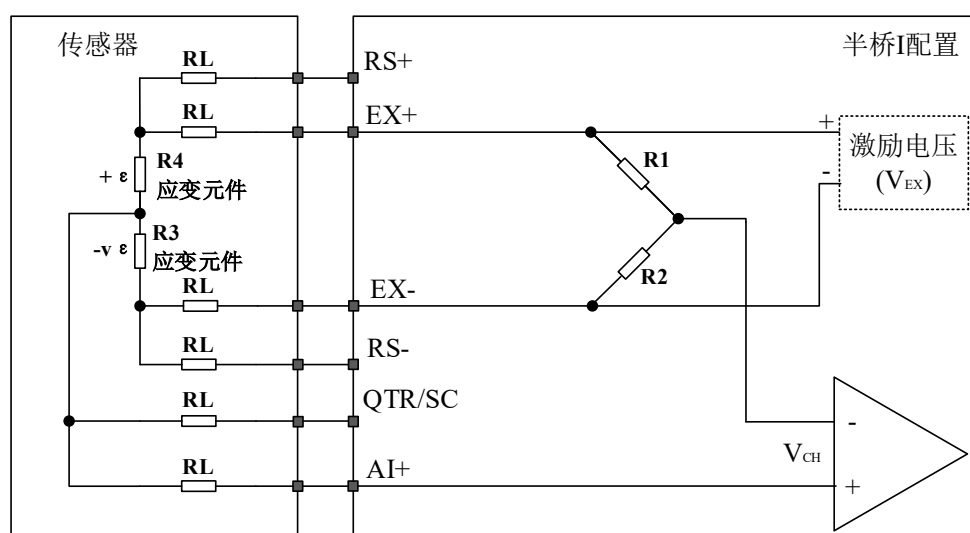 传感器
半桥I配置
RL
RS+
RL
EX+
+
激励电压
(VEX)
-
R1
R4
+ ε
应变元件
R3
-v ε
应变元件
R2
RL
EX-
RL
RS-
RL
QTR/SC
-
VCH
RL
AI+
+